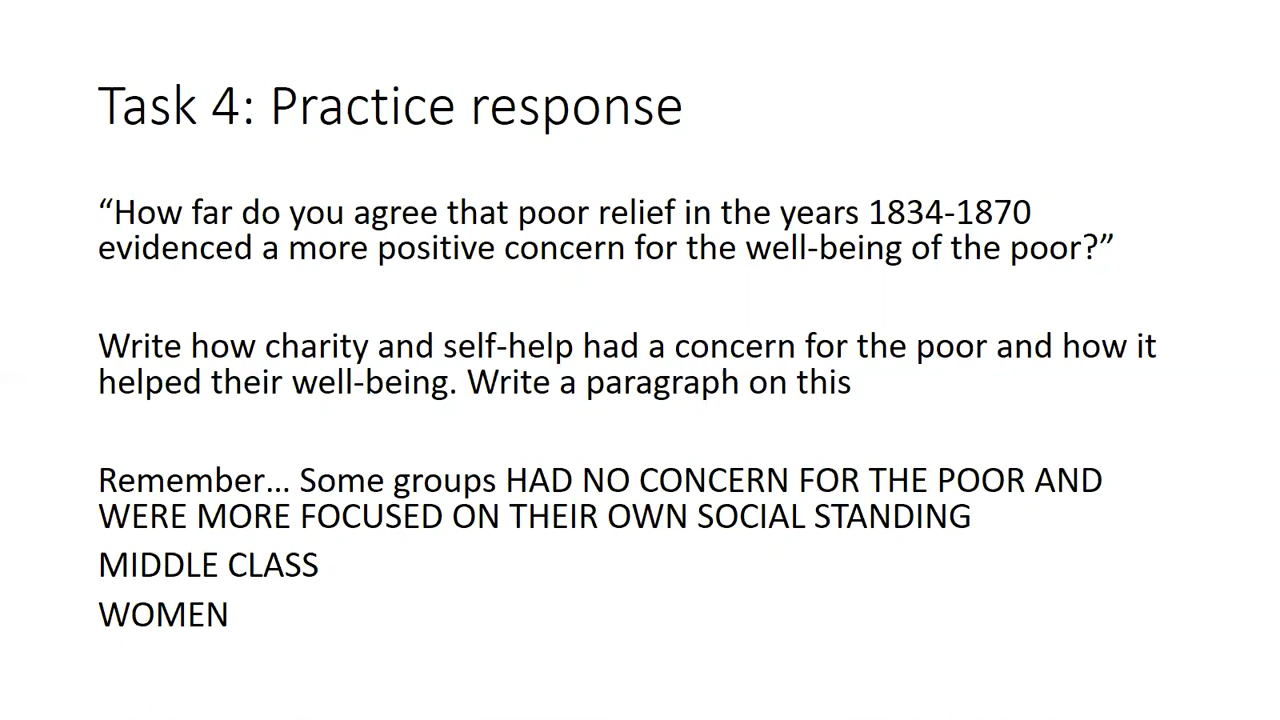 Task 4: Practice response
“How far do you agree that poor relief in the years 1834-1870
evidenced a more positive concern for the well-being of the poor?”
Write how charity and self-help had a concern for the poor and how it
helped their well-being. Write a paragraph on this
Remember… Some groups HAD NO CONCERN FOR THE POOR AND
WERE MORE FOCUSED ON THEIR OWN SOCIAL STANDING
MIDDLE CLASS
WOMEN